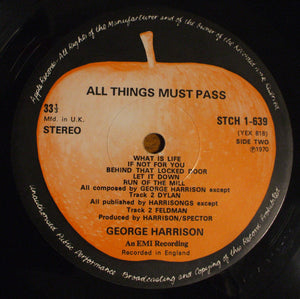 Apple Records. All Rights of the Manufacturer and of the Owner of the Recorded Work Reserved
ALL THINGS MUST PASS
33⅓
Mfd. in U.K.
STEREO
STCH 1-639
(YEX 818)
SIDE TWO
℗1970
WHAT IS LIFE
IF NOT FOR YOU
BEHIND THAT LOCKED DOOR
LET IT DOWN
RUN OF THE MILL
All composed by GEORGE HARRISON except
Track 2 DYLAN
All published by HARRISONGS except
Track 2 FELDMAN
Produced by HARRISON/SPECTOR
GEORGE HARRISON
An EMI Recording
Recorded in England
Unauthorised Public Performance Broadcasting and Copying of this Record Prohibited